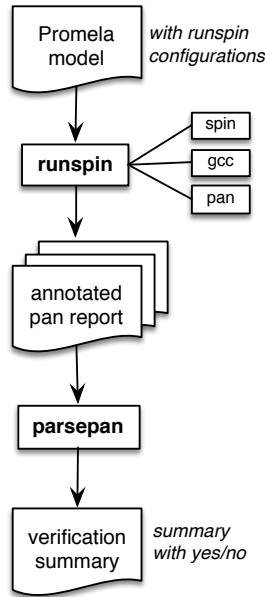 Promela
model
with runspin
configurations
runspin
spin
gcc
pan
annotated
pan report
parsepan
verification
summary
summary
with yes/no